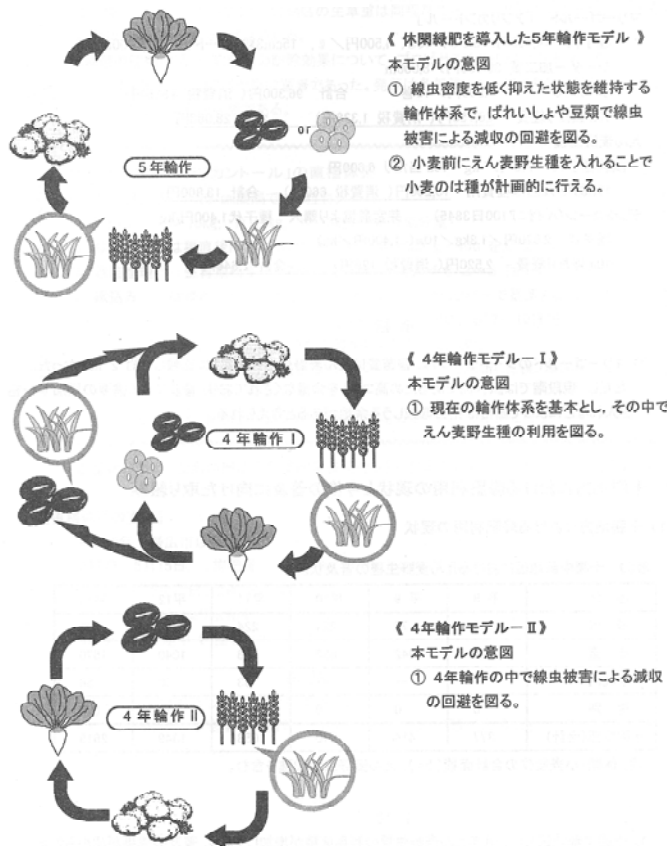 《 休閑緑肥を導入した5年輪作モデル 》
本モデルの意図
① 線虫密度を低く抑えた状態を維持する
輪作体系で、ばれいしょや豆類で線虫
被害による減収の回避を図る。
② 小麦前にえん麦野生種を入れることで
小麦のは種が計画的に行える。
or
5年輪作
《 4年輪作モデル－Ⅰ》
本モデルの意図
① 現在の輪作体系を基本とし、その中で
えん麦野生種の利用を図る。
4年輪作Ⅰ
《 4年輪作モデル－Ⅱ》
本モデルの意図
① 4年輪作の中で線虫被害による減収
の回避を図る。
4年輪作Ⅱ